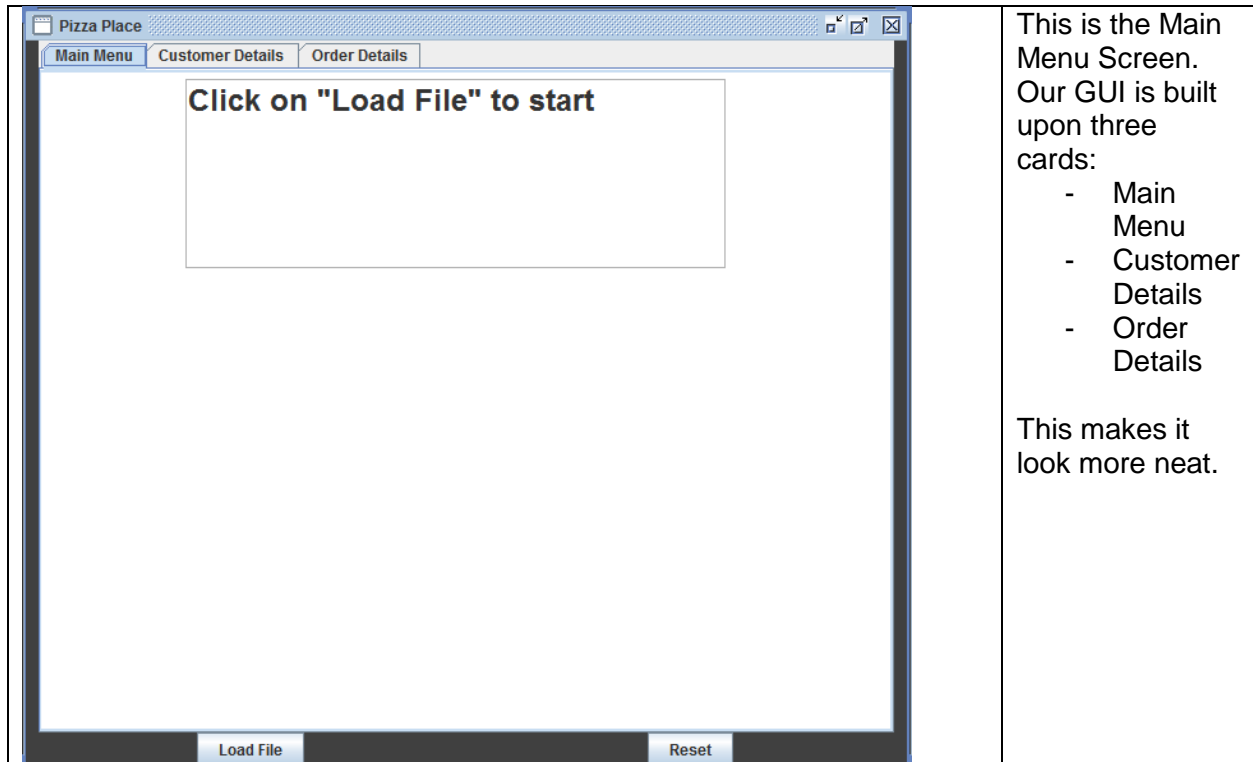 Pizza Place
Main Menu Customer Details Order Details
Click on "Load File" to start
Load File Reset
This is the Main
Menu Screen.
Our GUI is built
upon three
cards:
- Main
Menu
- Customer
Details
- Order
Details
This makes it
look more neat.